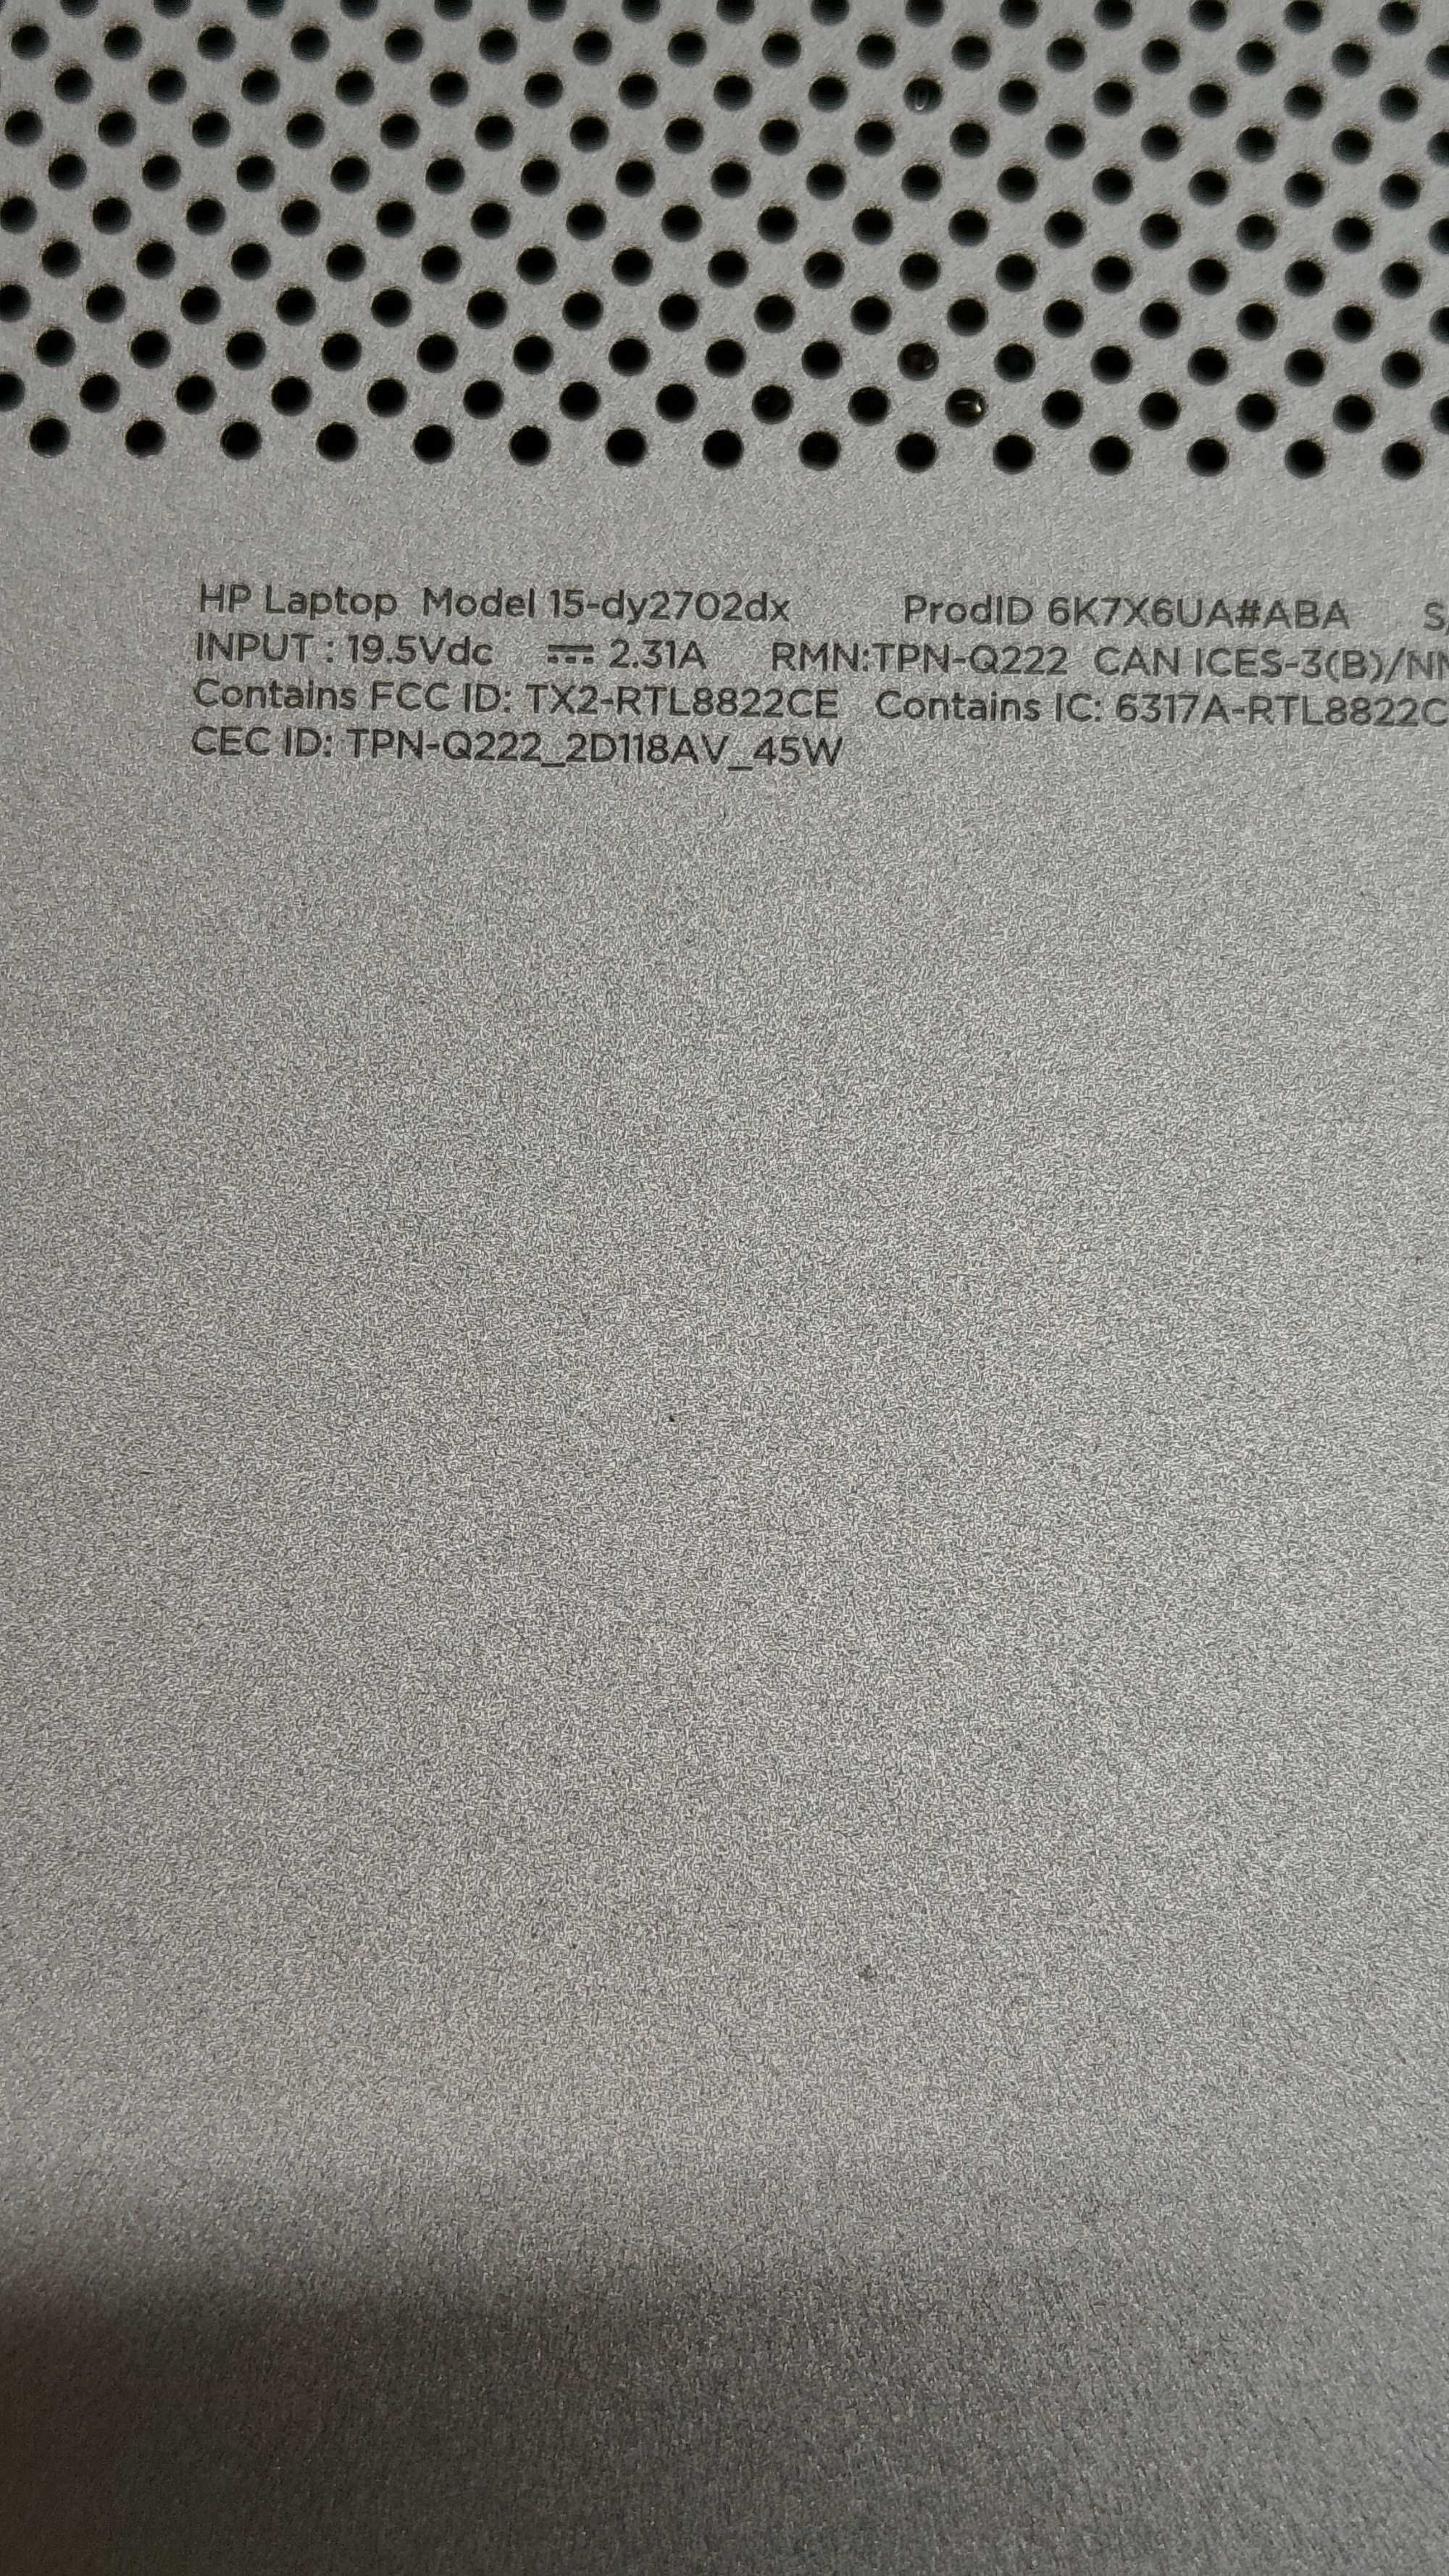 HP Laptop Model 15-dy2702dx ProdID 6K7X6UA#ABA
INPUT : 19.5Vdc ⎓ 2.31A RMN:TPN-Q222 CAN ICES-3(B)/
Contains FCC ID: TX2-RTL8822CE Contains IC: 6317A-RTL8822C
CEC ID: TPN-Q222_2D118AV_45W